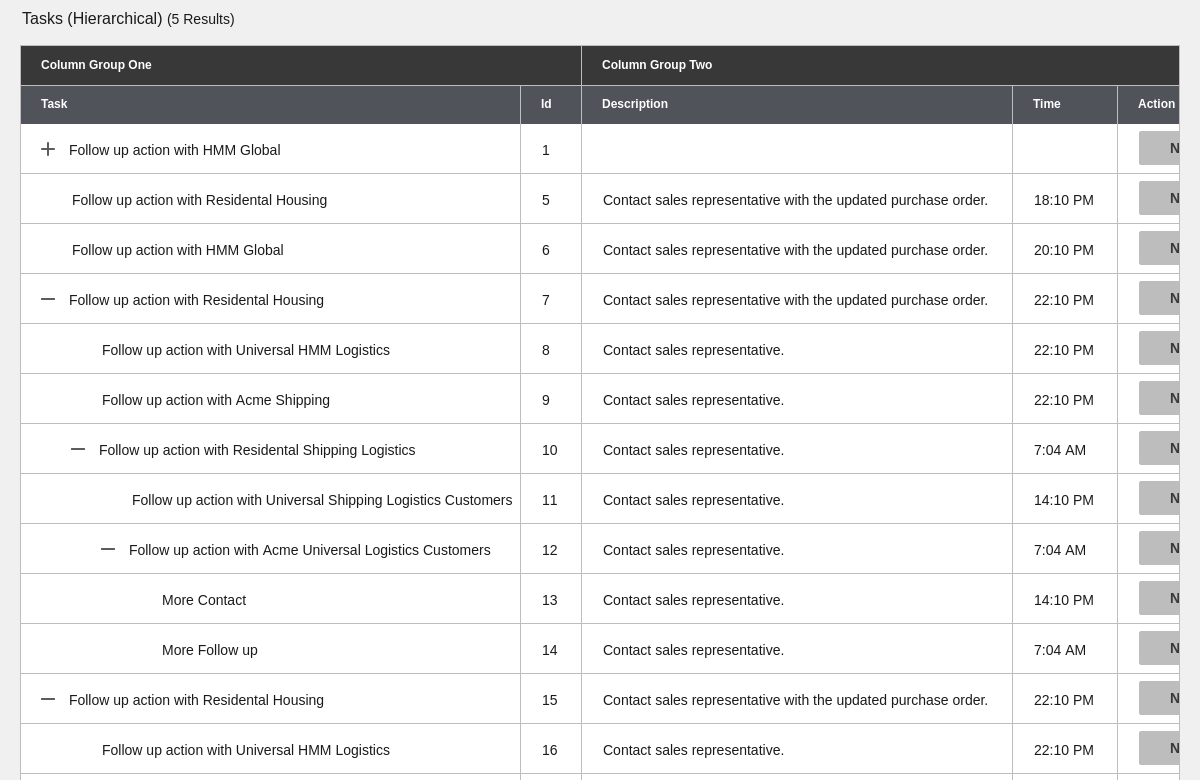 Tasks (Hierarchical) (5 Results)
Column Group One Column Group Two
Task Id Description Time Action
Follow up action with HMM Global 1 N
Follow up action with Residential Housing 5 Contact sales representative with the updated purchase order. 18:10 PM N
Follow up action with HMM Global 6 Contact sales representative with the updated purchase order. 20:10 PM N
Follow up action with Residental Housing 7 Contact sales representative with the updated purchase order. 22:10 PM N
Follow up action with Universal HMM Logistics 8 Contact sales representative. 22:10 PM N
Follow up action with Acme Shipping 9 Contact sales representative. 22:10 PM N
Follow up action with Residental Shipping Logistics 10 Contact sales representative. 7:04 AM N
Follow up action with Universal Shipping Logistics Customers 11 Contact sales representative. 14:10 PM N
Follow up action with Acme Universal Logistics Customers 12 Contact sales representative. 7:04 AM N
More Contact 13 Contact sales representative. 14:10 PM N
More Follow up 14 Contact sales representative. 7:04 AM N
Follow up action with Residental Housing 15 Contact sales representative with the updated purchase order. 22:10 PM N
Follow up action with Universal HMM Logistics 16 Contact sales representative. 22:10 PM N